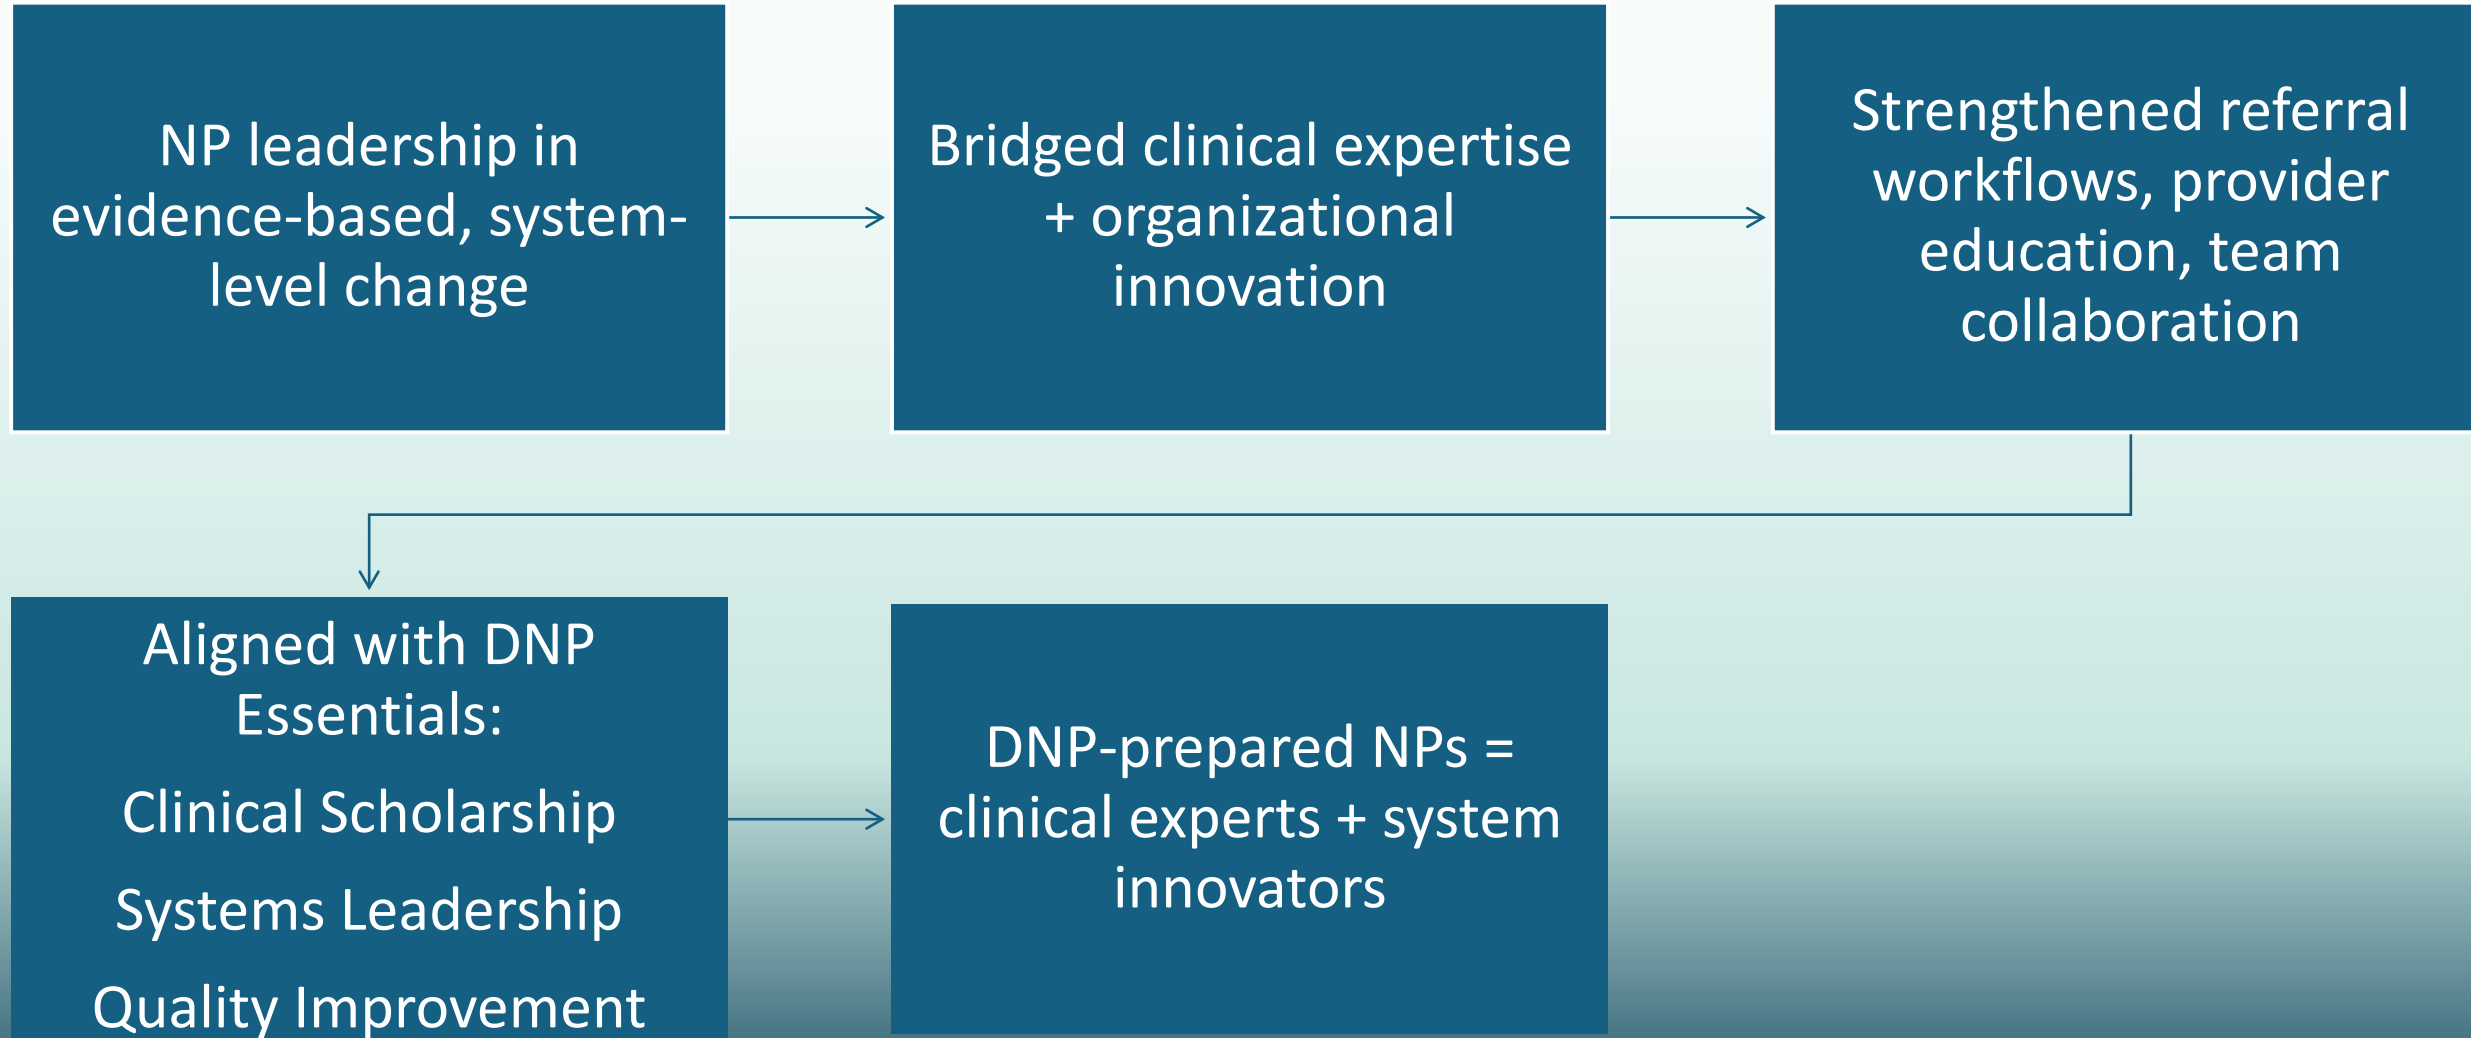 NP leadership in
evidence-based, system-
level change
Bridged clinical expertise
+ organizational
innovation
Strengthened referral
workflows, provider
education, team
collaboration
Aligned with DNP
Essentials:
Clinical Scholarship
Systems Leadership
Quality Improvement
DNP-prepared NPs =
clinical experts + system
innovators